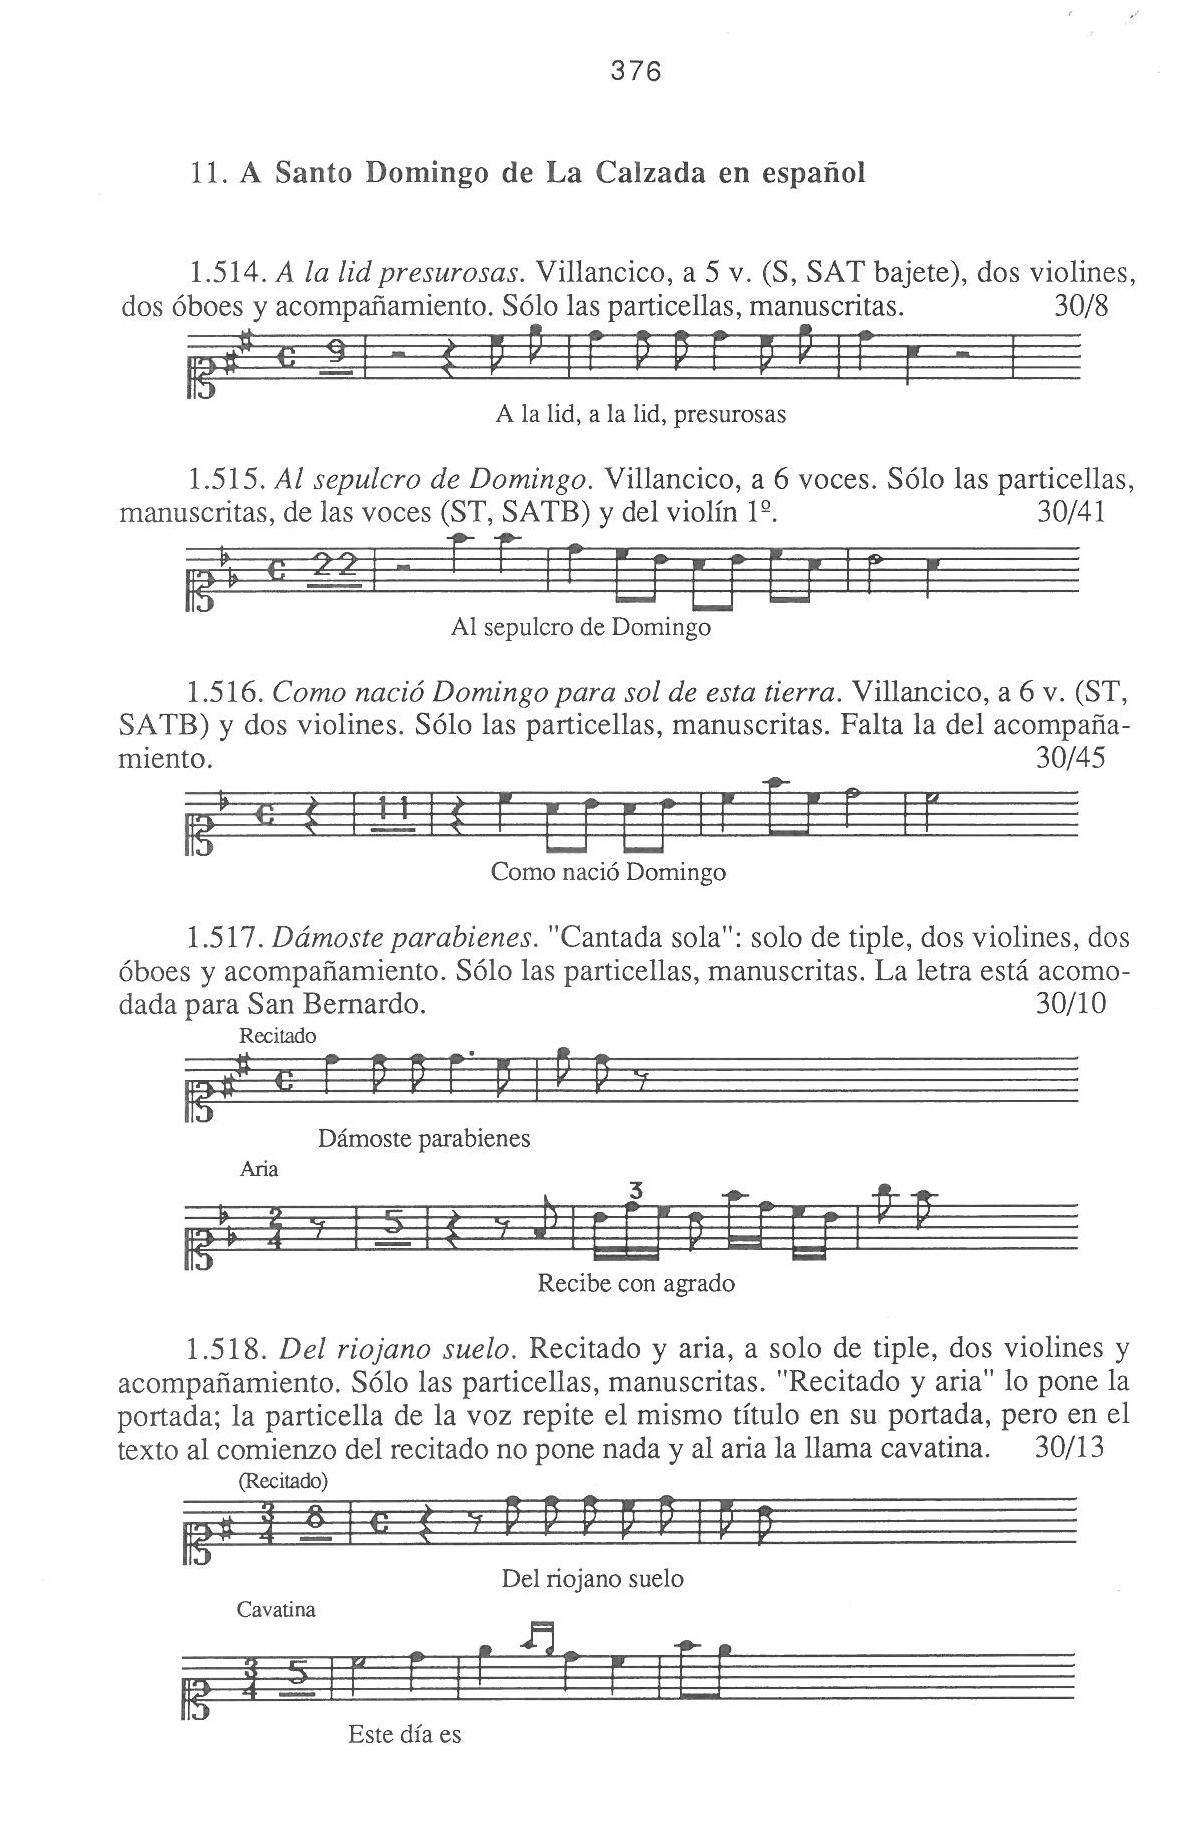 376
11. A Santo Domingo de La Calzada en español
1.514. A la lid presurosas. Villancico, a 5 v. (S, SAT bajete), dos violines,
dos óboes y acompañamiento. Sólo las particellas, manuscritas. 30/8
9
A la lid, a la lid, presurosas
1.515. Al sepulcro de Domingo. Villancico, a 6 voces. Sólo las particellas,
manuscritas, de las voces (ST, SATB) y del violín 1º. 30/41
22
Al sepulcro de Domingo
1.516. Como nació Domingo para sol de esta tierra. Villancico, a 6 v. (ST,
SATB) y dos violines. Sólo las particellas, manuscritas. Falta la del acompaña-
miento. 30/45
11
Como nació Domingo
1.517. Dámoste parabienes. "Cantada sola": solo de tiple, dos violines, dos
óboes y acompañamiento. Sólo las particellas, manuscritas. La letra está acomo-
dada para San Bernardo. 30/10
Recitado
Dámoste parabienes
Aria
2/4 5 3
Recibe con agrado
1.518. Del riojano suelo. Recitado y aria, a solo de tiple, dos violines y
acompañamiento. Sólo las particellas, manuscritas. "Recitado y aria" lo pone la
portada; la particella de la voz repite el mismo título en su portada, pero en el
texto al comienzo del recitado no pone nada y al aria la llama cavatina. 30/13
(Recitado)
3/4 8
Del riojano suelo
Cavatina
3/4 5
Este día es